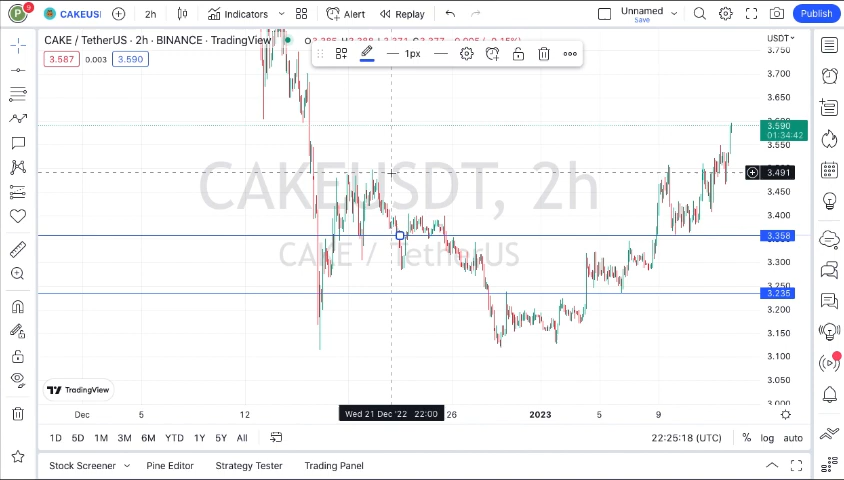 P 9 CAKEUSI 2h Indicators Alert Replay Unnamed Save Publish
CAKE / TetherUS · 2h · BINANCE · TradingView
3.587 0.003 3.590
1px
USDT
3.750
3.700
3.650
3.590
01:34:42
3.550
3.491
3.450
3.400
3.358
3.300
3.235
3.200
3.150
3.100
3.050
3.000
CAKEUSDT, 2h
CAKE / TetherUS
TradingView
Dec 5 12 Wed 21 Dec '22 22:00 26 2023 5 9
1D 5D 1M 3M 6M YTD 1Y 5Y All 22:25:18 (UTC) % log auto
Stock Screener Pine Editor Strategy Tester Trading Panel